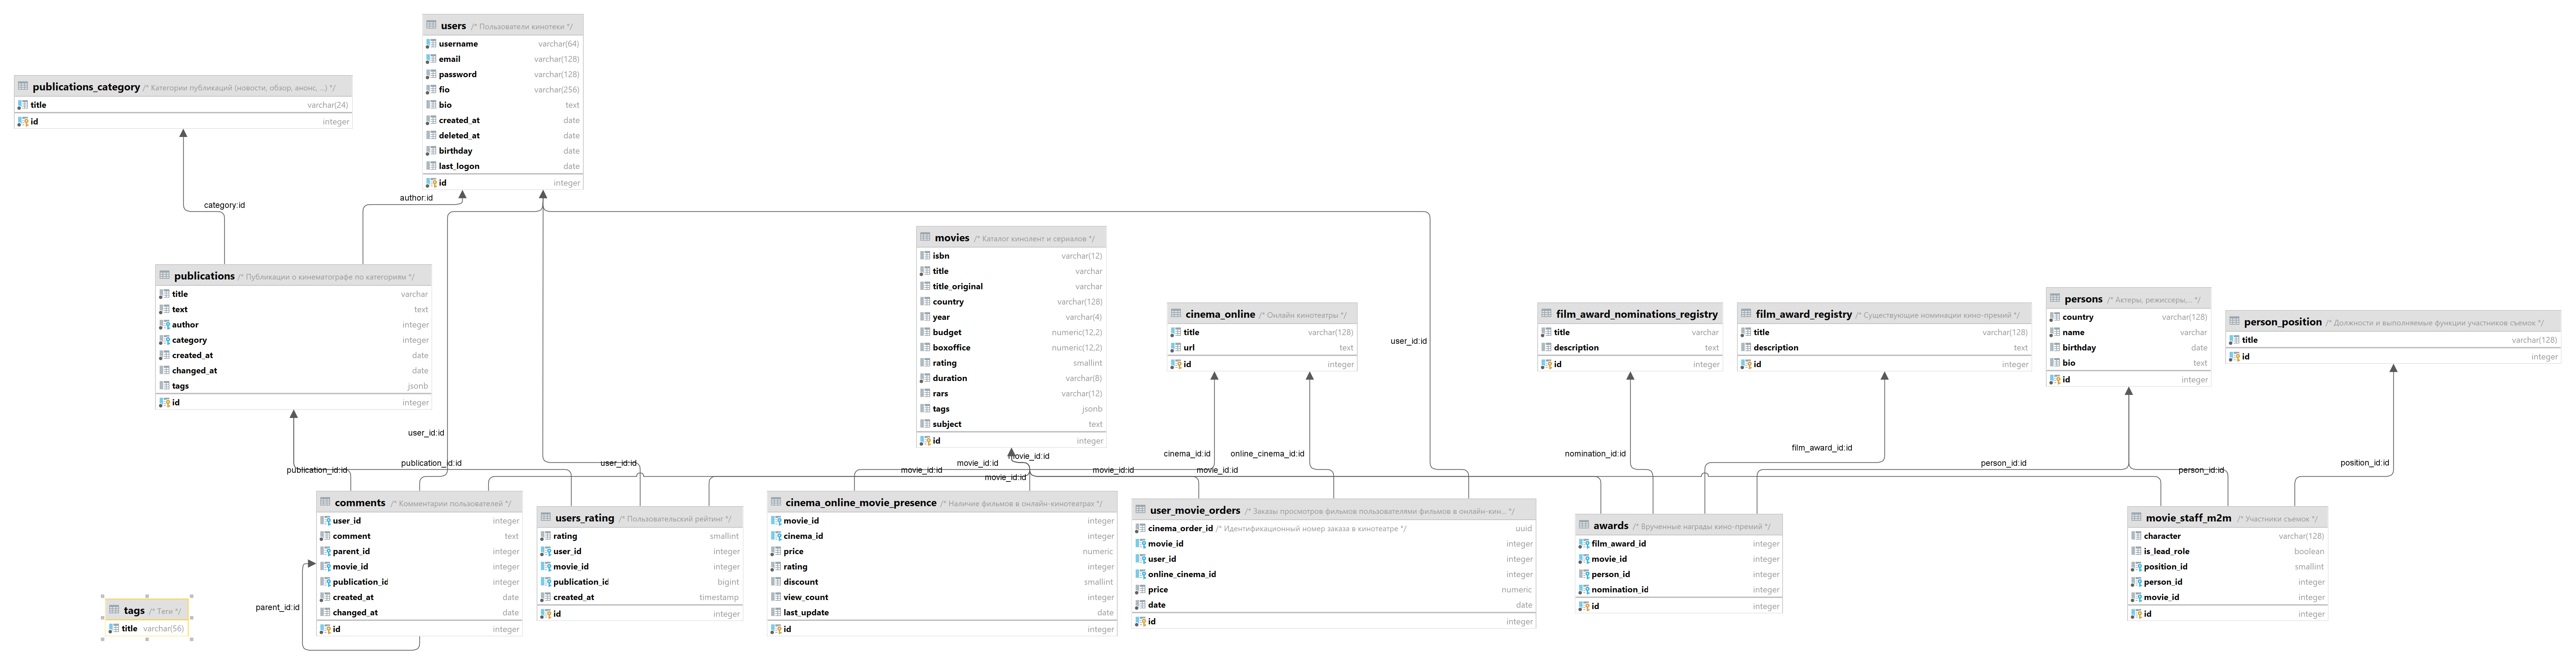 users /* Пользователи кинотеки */
username varchar(64)
email varchar(128)
password varchar(128)
fio varchar(256)
bio text
created_at date
deleted_at date
birthday date
last_logon date
id integer
publications_category /* Категории публикаций (новости, обзор, анонс, ...) */
title varchar(24)
id integer
category:id
author:id
publications /* Публикации о кинематографе по категориям */
title varchar
text text
author integer
category integer
created_at date
changed_at date
tags jsonb
id integer
movies /* Каталог кинолент и сериалов */
isbn varchar(12)
title varchar
title_original varchar
country varchar(128)
year varchar(4)
budget numeric(12,2)
boxoffice numeric(12,2)
rating smallint
duration varchar(8)
rars varchar(12)
tags jsonb
subject text
id integer
cinema_online /* Онлайн кинотеатры */
title varchar(128)
url text
id integer
user_id:id
film_award_nominations_registry
title varchar
description text
id integer
film_award_registry /* Существующие номинации кино-премий */
title varchar(128)
description text
id integer
persons /* Актеры, режиссеры,... */
country varchar(128)
name varchar
birthday date
bio text
id integer
person_position /* Должности и выполняемые функции участников съемок */
title varchar(128)
id integer
user_id:id
publication_id:id
publication_id:id
user_id:id
movie_id:id
movie_id:id
movie_id:id
movie_id:id
movie_id:id
movie_id:id
cinema_id:id
online_cinema_id:id
nomination_id:id
film_award_id:id
person_id:id
person_id:id
position_id:id
comments /* Комментарии пользователей */
user_id integer
comment text
parent_id integer
movie_id integer
publication_id integer
created_at date
changed_at date
id integer
parent_id:id
users_rating /* Пользовательский рейтинг */
rating smallint
user_id integer
movie_id integer
publication_id bigint
created_at timestamp
id integer
cinema_online_movie_presence /* Наличие фильмов в онлайн-кинотеатрах */
movie_id integer
cinema_id integer
price numeric
rating integer
discount smallint
view_count integer
last_update date
id integer
user_movie_orders /* Заказы просмотров фильмов пользователями фильмов в онлайн-кин... */
cinema_order_id /* Идентификационный номер заказа в кинотеатре */ uuid
movie_id integer
user_id integer
online_cinema_id integer
price numeric
date date
id integer
awards /* Врученные награды кино-премий */
film_award_id integer
movie_id integer
person_id integer
nomination_id integer
id integer
movie_staff_m2m /* Участники съемок */
character varchar(128)
is_lead_role boolean
position_id smallint
person_id integer
movie_id integer
id integer
tags /* Теги */
title varchar(56)